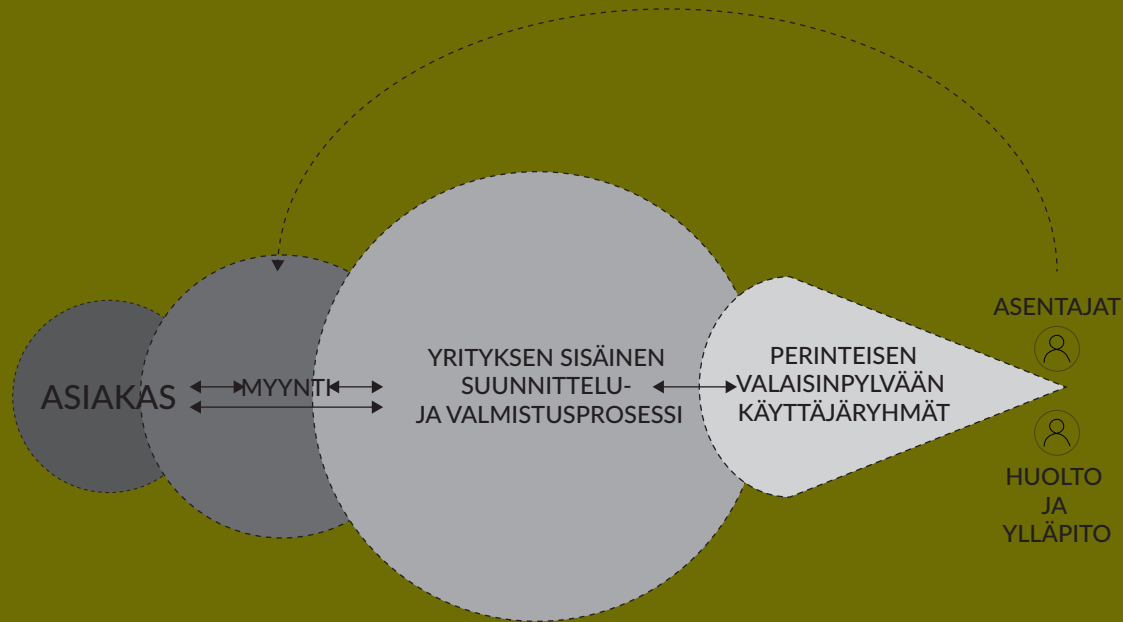 ASIAKAS
MYYNTI
YRITYKSEN SISÄINEN
SUUNNITTELU-
JA VALMISTUSPROSESSI
PERINTEISEN
VALAISINPYLVÄÄN
KÄYTTÄJÄRYHMÄT
ASENTAJAT
HUOLTO
JA
YLLÄPITO